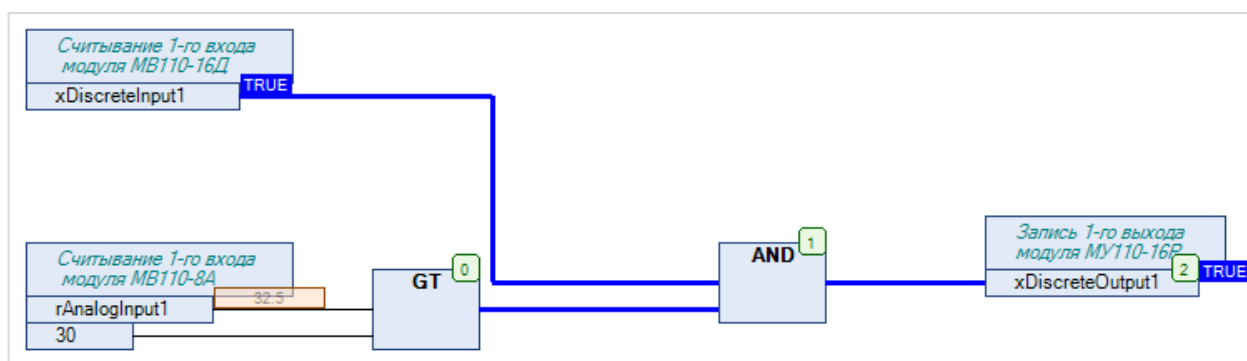 Считывание 1-го входа
модуля МВ110-16Д
TRUE
xDiscreteInput1
Считывание 1-го входа
модуля МВ110-8А
rAnalogInput1
32.5
30
GT
0
AND
1
Запись 1-го выхода
модуля МУ110-16Р
xDiscreteOutput1
2
TRUE